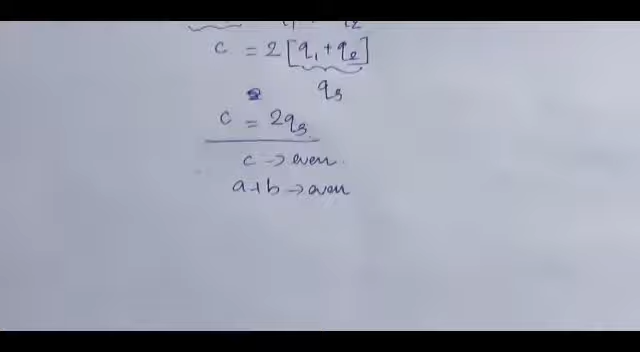 c = 2 [q₁ + q₂]
q₃
c = 2q₃
c → even.
a+b → even